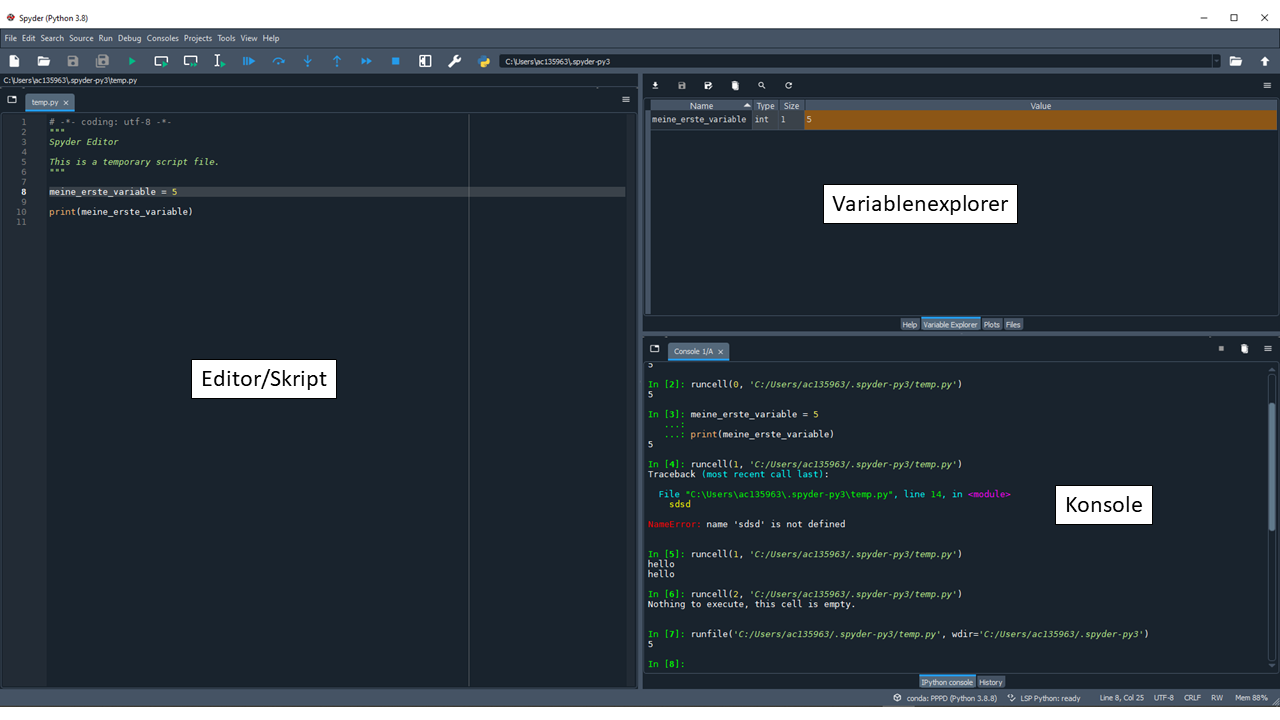 Spyder (Python 3.8)
File Edit Search Source Run Debug Consoles Projects Tools View Help
C:\Users\ac135963\.spyder-py3
C:\Users\ac135963\.spyder-py3\temp.py
temp.py
1 # -*- coding: utf-8 -*-
2 """
3 Spyder Editor
4
5 This is a temporary script file.
6 """
7
8 meine_erste_variable = 5
9
10 print(meine_erste_variable)
11
Editor/Skript
Name Type Size Value
meine_erste_variable int 1 5
Variablenexplorer
Help Variable Explorer Plots Files
Console 1/A
5
In [2]: runcell(0, 'C:/Users/ac135963/.spyder-py3/temp.py')
5
In [3]: meine_erste_variable = 5
...:
...: print(meine_erste_variable)
5
In [4]: runcell(1, 'C:/Users/ac135963/.spyder-py3/temp.py')
Traceback (most recent call last):
File "C:\Users\ac135963\.spyder-py3\temp.py", line 14, in <module>
sdsd
NameError: name 'sdsd' is not defined
In [5]: runcell(1, 'C:/Users/ac135963/.spyder-py3/temp.py')
hello
hello
In [6]: runcell(2, 'C:/Users/ac135963/.spyder-py3/temp.py')
Nothing to execute, this cell is empty.
In [7]: runfile('C:/Users/ac135963/.spyder-py3/temp.py', wdir='C:/Users/ac135963/.spyder-py3')
5
In [8]:
Konsole
IPython console History
conda: PPPD (Python 3.8.8) LSP Python: ready Line 8, Col 25 UTF-8 CRLF RW Mem 88%